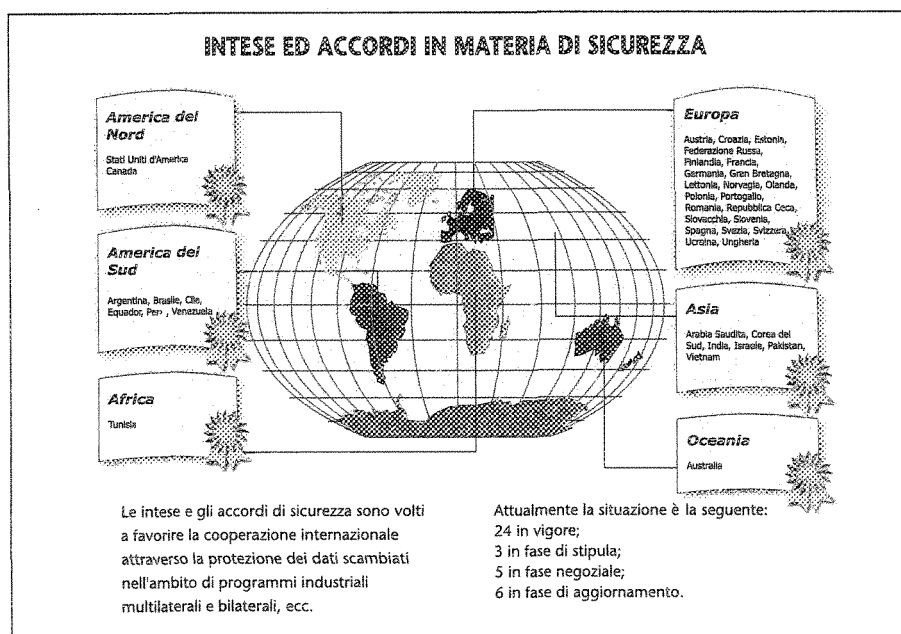 INTESE ED ACCORDI IN MATERIA DI SICUREZZA
America del
Nord
Stati Uniti d'America
Canada
America del
Sud
Argentina, Brasile, Cile,
Equador, Perù, Venezuela
Africa
Tunisia
Europa
Austria, Croazia, Estonia,
Federazione Russa,
Finlandia, Francia,
Germania, Gran Bretagna,
Lettonia, Norvegia, Olanda,
Polonia, Portogallo,
Romania, Repubblica Ceca,
Slovacchia, Slovenia,
Spagna, Svezia, Svizzera,
Ucraina, Ungheria
Asia
Arabia Saudita, Corea del
Sud, India, Israele, Pakistan,
Vietnam
Oceania
Australia
Le intese e gli accordi di sicurezza sono volti
a favorire la cooperazione internazionale
attraverso la protezione dei dati scambiati
nell'ambito di programmi industriali
multilaterali e bilaterali, ecc.
Attualmente la situazione è la seguente:
24 in vigore;
3 in fase di stipula;
5 in fase negoziale;
6 in fase di aggiornamento.